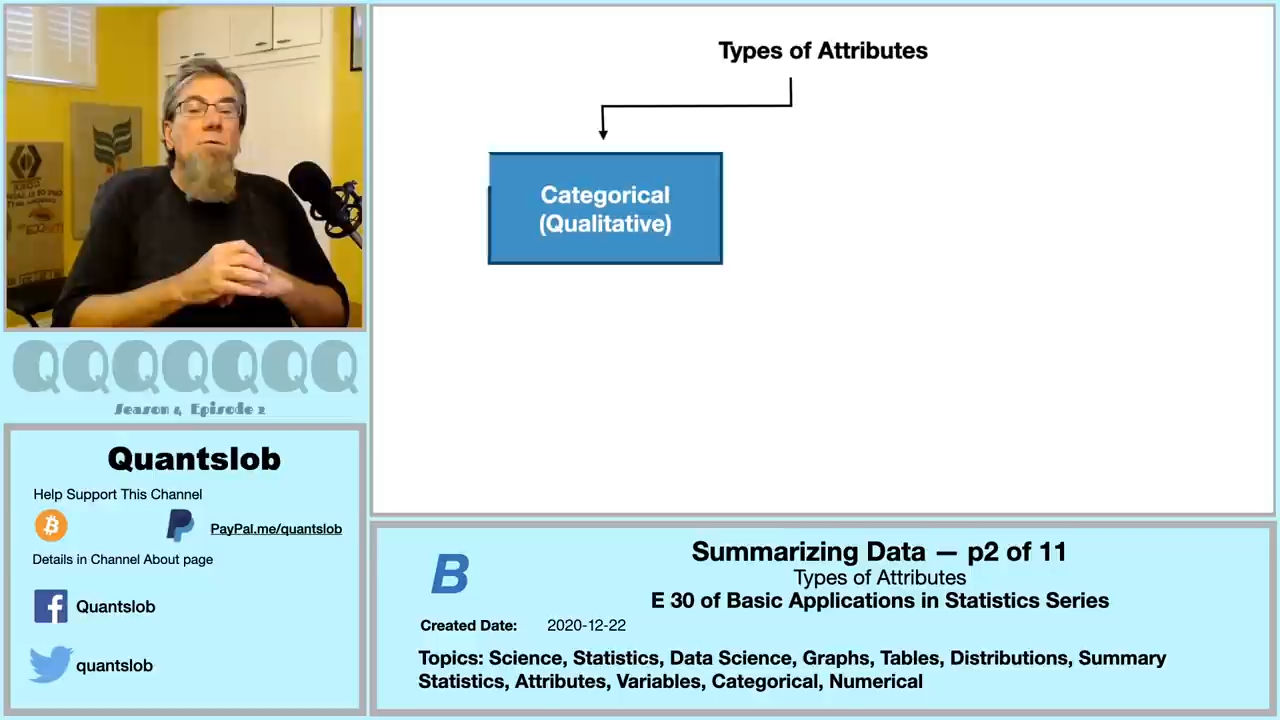 Types of Attributes
Categorical
(Qualitative)
QQQQQQQ
Season 4 Episode 2
Quantslob
Help Support This Channel
PayPal.me/quantslob
Details in Channel About page
Quantslob
quantslob
B
Summarizing Data — p2 of 11
Types of Attributes
E 30 of Basic Applications in Statistics Series
Created Date: 2020-12-22
Topics: Science, Statistics, Data Science, Graphs, Tables, Distributions, Summary
Statistics, Attributes, Variables, Categorical, Numerical